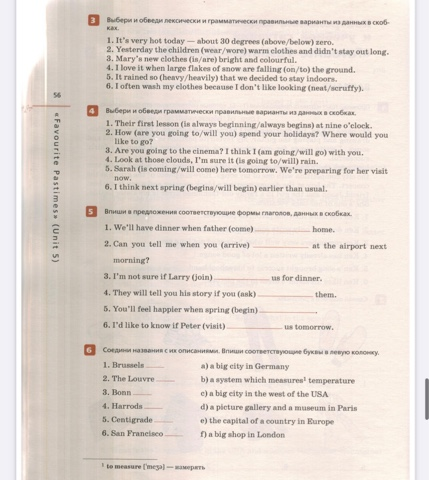 3 Выбери и обведи лексически и грамматически правильные варианты из данных в скоб-
ках.
1. It's very hot today — about 30 degrees (above/below) zero.
2. Yesterday the children (wear/wore) warm clothes and didn't stay out long.
3. Mary's new clothes (is/are) bright and colourful.
4. I love it when large flakes of snow are falling (on/to) the ground.
5. It rained so (heavy/heavily) that we decided to stay indoors.
6. I often wash my clothes because I don't like looking (neat/scruffy).
56
«Favourite Pastimes» (Unit 5)
4 Выбери и обведи грамматически правильные варианты из данных в скобках.
1. Their first lesson (is always beginning/always begins) at nine o'clock.
2. How (are you going to/will you) spend your holidays? Where would you
like to go?
3. Are you going to the cinema? I think I (am going/will go) with you.
4. Look at those clouds, I'm sure it (is going to/will) rain.
5. Sarah (is coming/will come) here tomorrow. We're preparing for her visit
now.
6. I think next spring (begins/will begin) earlier than usual.
5 Впиши в предложения соответствующие формы глаголов, данных в скобках.
1. We'll have dinner when father (come) home.
2. Can you tell me when you (arrive) at the airport next
morning?
3. I'm not sure if Larry (join) us for dinner.
4. They will tell you his story if you (ask) them.
5. You'll feel happier when spring (begin) .
6. I'd like to know if Peter (visit) us tomorrow.
6 Соедини названия с их описаниями. Впиши соответствующие буквы в левую колонку.
1. Brussels a) a big city in Germany
2. The Louvre b) a system which measures¹ temperature
3. Bonn c) a big city in the west of the USA
4. Harrods d) a picture gallery and a museum in Paris
5. Centigrade e) the capital of a country in Europe
6. San Francisco f) a big shop in London
¹ to measure ['meʒə] — измерять